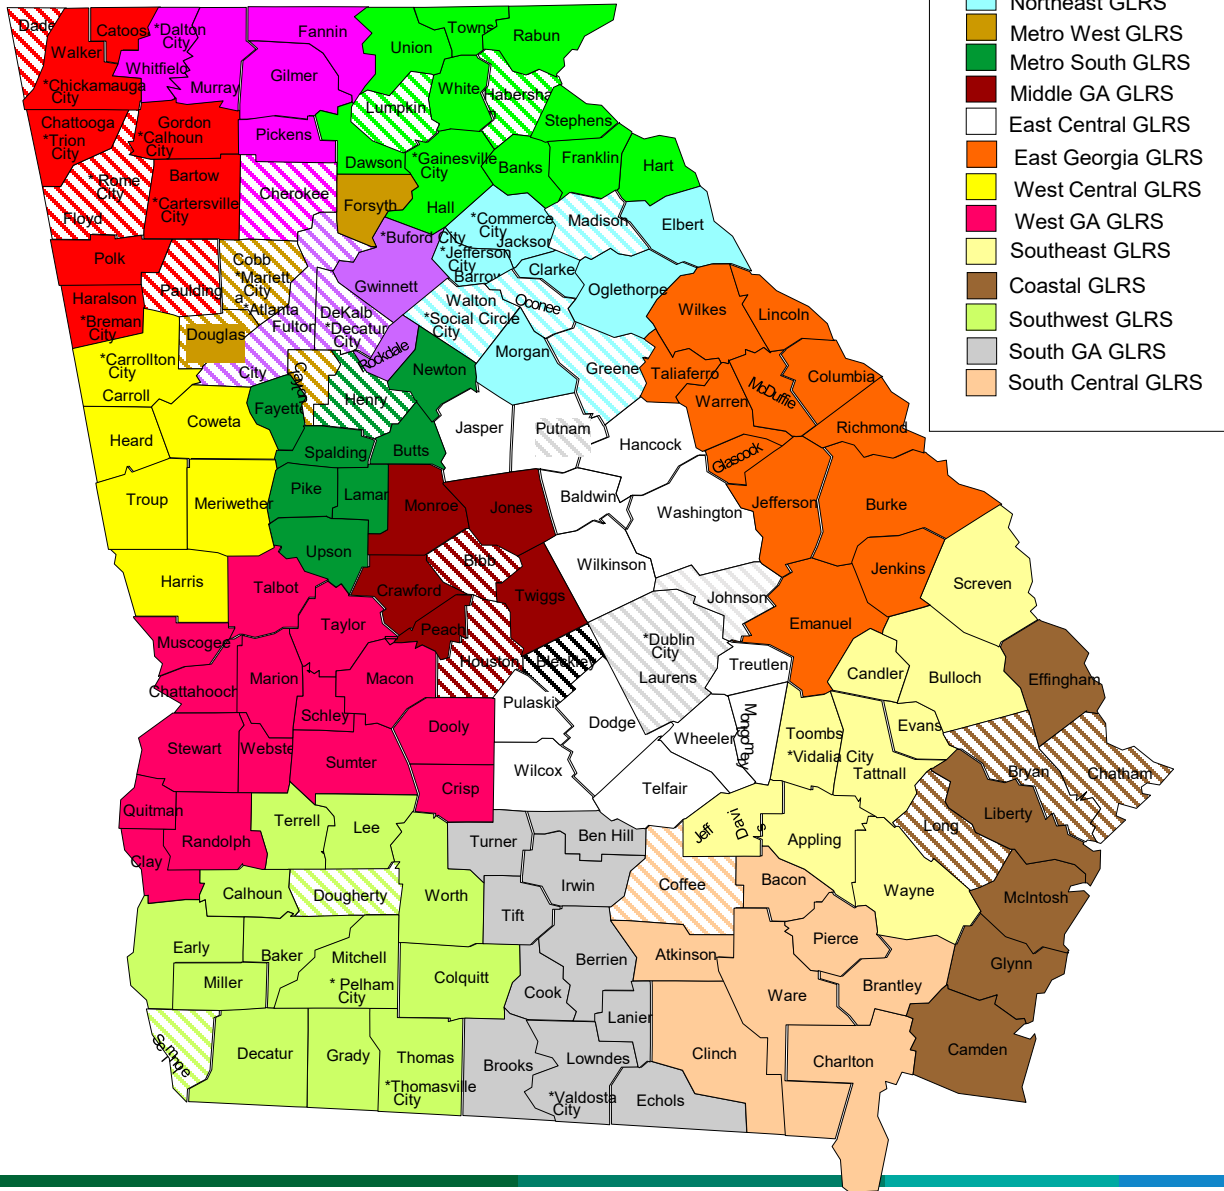 Northeast GLRS
Metro West GLRS
Metro South GLRS
Middle GA GLRS
East Central GLRS
East Georgia GLRS
West Central GLRS
West GA GLRS
Southeast GLRS
Coastal GLRS
Southwest GLRS
South GA GLRS
South Central GLRS
Dade
Catoos
*Dalton
City
Fannin
Union
Towns
Rabun
Walker
Whitfield
Murray
Gilmer
*Chickamauga
City
Lumpkin
White
Habersha
Stephens
Chattooga
*Trion
City
Gordon
*Calhoun
City
Pickens
Dawson
*Gainesville
City
Banks
Franklin
Hart
* Rome
City
Floyd
Bartow
*Cartersville
City
Cherokee
Forsyth
Hall
*Commerce
City
Jackson
Madison
Elbert
Polk
Paulding
Cobb
*Mariett
a
City
*Atlanta
Fulton
City
*Buford City
*Jefferson
City
Barrow
Clarke
Oglethorpe
Gwinnett
Haralson
*Breman
City
Douglas
DeKalb
*Decatur
City
Rockdale
Walton
*Social Circle
City
Oconee
Wilkes
Lincoln
*Carrollton
City
Carroll
Clayton
Henry
Newton
Morgan
Greene
Taliaferro
Warren
McDuffie
Columbia
Richmond
Heard
Coweta
Fayette
Spalding
Butts
Jasper
Putnam
Hancock
Glascock
Troup
Meriwether
Pike
Lamar
Monroe
Jones
Baldwin
Washington
Jefferson
Burke
Upson
Harris
Talbot
Crawford
Bibb
Twiggs
Wilkinson
Johnson
Jenkins
Screven
Emanuel
Muscogee
Taylor
Peach
Houston
Bleckley
*Dublin
City
Laurens
Treutlen
Candler
Bulloch
Effingham
Chattahooch
Marion
Macon
Schley
Dooly
Pulaski
Dodge
Wheeler
Toombs
*Vidalia City
Tattnall
Evans
Bryan
Chatham
Stewart
Webste
Sumter
Crisp
Wilcox
Telfair
Jeff
Davi
s
Appling
Long
Liberty
Quitman
Randolph
Clay
Terrell
Lee
Turner
Ben Hill
Irwin
Coffee
Bacon
Wayne
McIntosh
Calhoun
Dougherty
Worth
Tift
Pierce
Early
Baker
Mitchell
* Pelham
City
Miller
Colquitt
Berrien
Cook
Atkinson
Ware
Brantley
Glynn
Lanier
Decatur
Grady
Thomas
*Thomasville
City
Brooks
Lowndes
*Valdosta
City
Echols
Clinch
Charlton
Camden